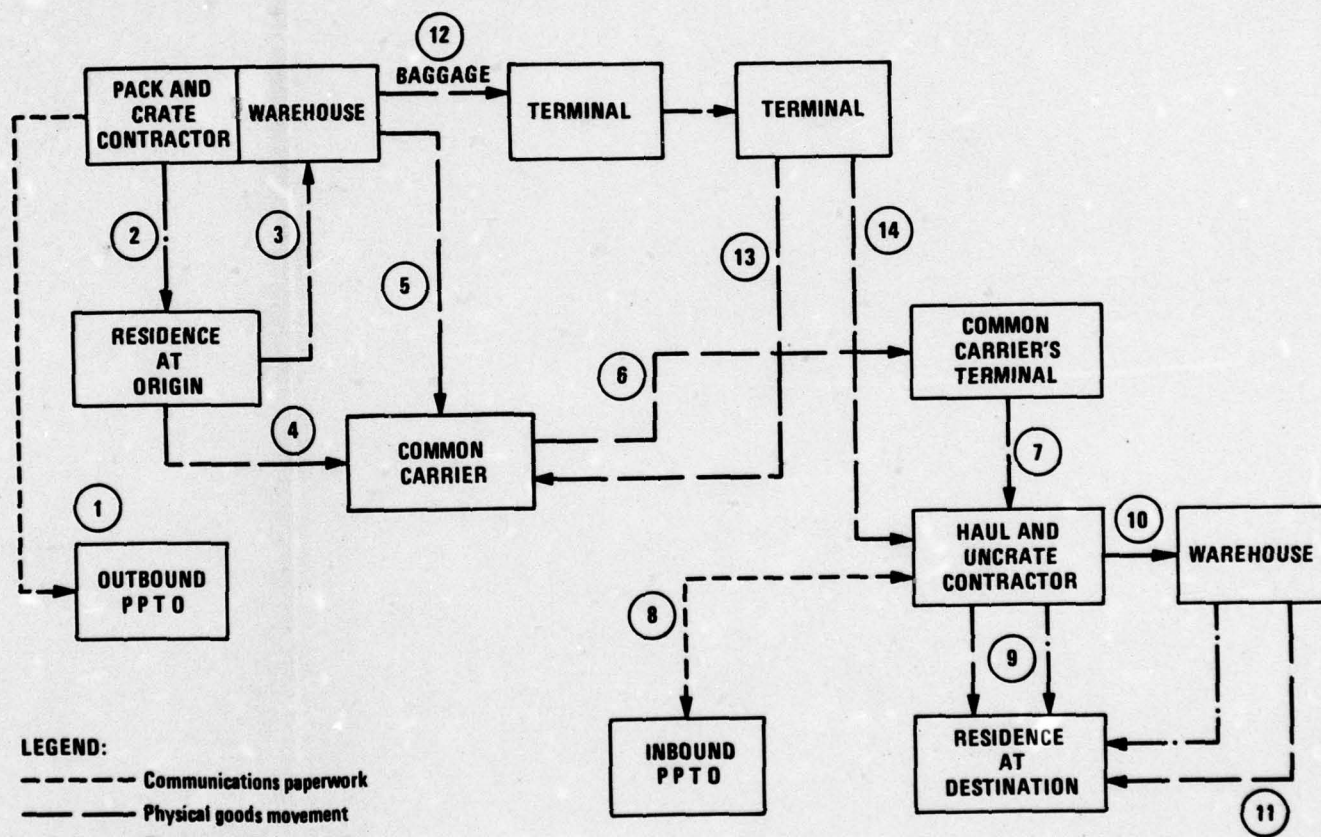 12
BAGGAGE
PACK AND
CRATE
CONTRACTOR
WAREHOUSE
TERMINAL
TERMINAL
2
3
5
13
14
RESIDENCE
AT
ORIGIN
COMMON
CARRIER'S
TERMINAL
6
4
COMMON
CARRIER
7
1
OUTBOUND
PPTO
HAUL AND
UNCRATE
CONTRACTOR
10
WAREHOUSE
8
9
INBOUND
PPTO
RESIDENCE
AT
DESTINATION
11
LEGEND:
Communications paperwork
Physical goods movement